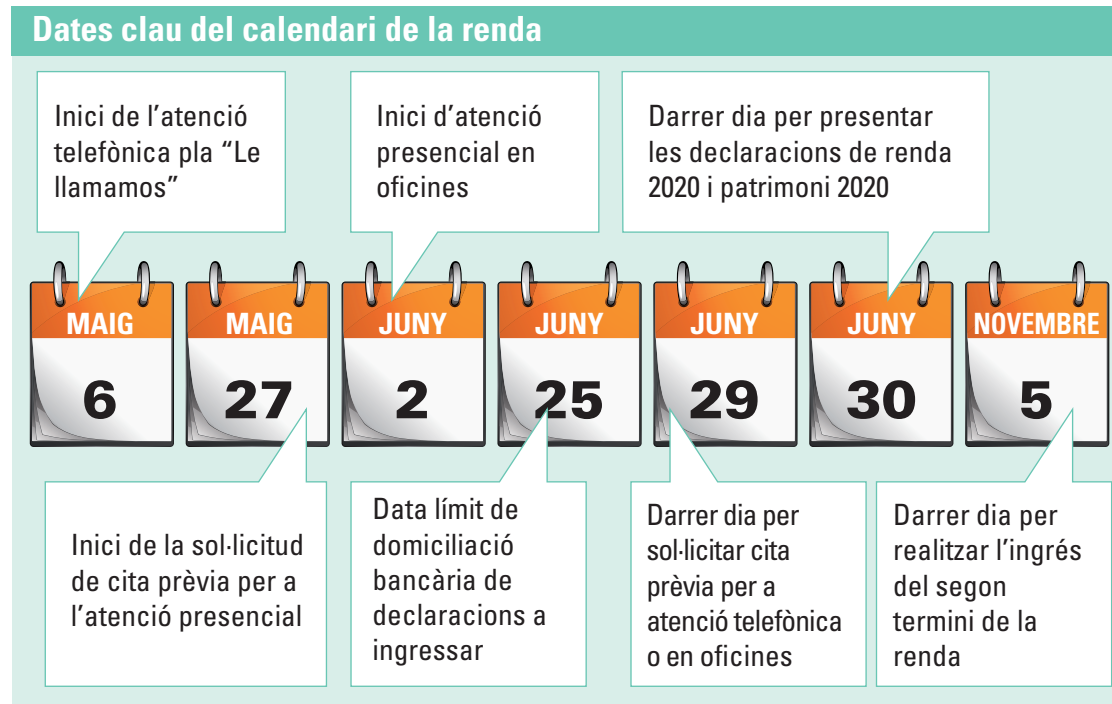 Dates clau del calendari de la renda
Inici de l’atenció
telefònica pla “Le
llamamos”
Inici d’atenció
presencial en
oficines
Darrer dia per presentar
les declaracions de renda
2020 i patrimoni 2020
MAIG
6
MAIG
27
JUNY
2
JUNY
25
JUNY
29
JUNY
30
NOVEMBRE
5
Inici de la sol·licitud
de cita prèvia per a
l’atenció presencial
Data límit de
domiciliació
bancària de
declaracions a
ingressar
Darrer dia per
sol·licitar cita
prèvia per a
atenció telefònica
o en oficines
Darrer dia per
realitzar l’ingrés
del segon
termini de la
renda